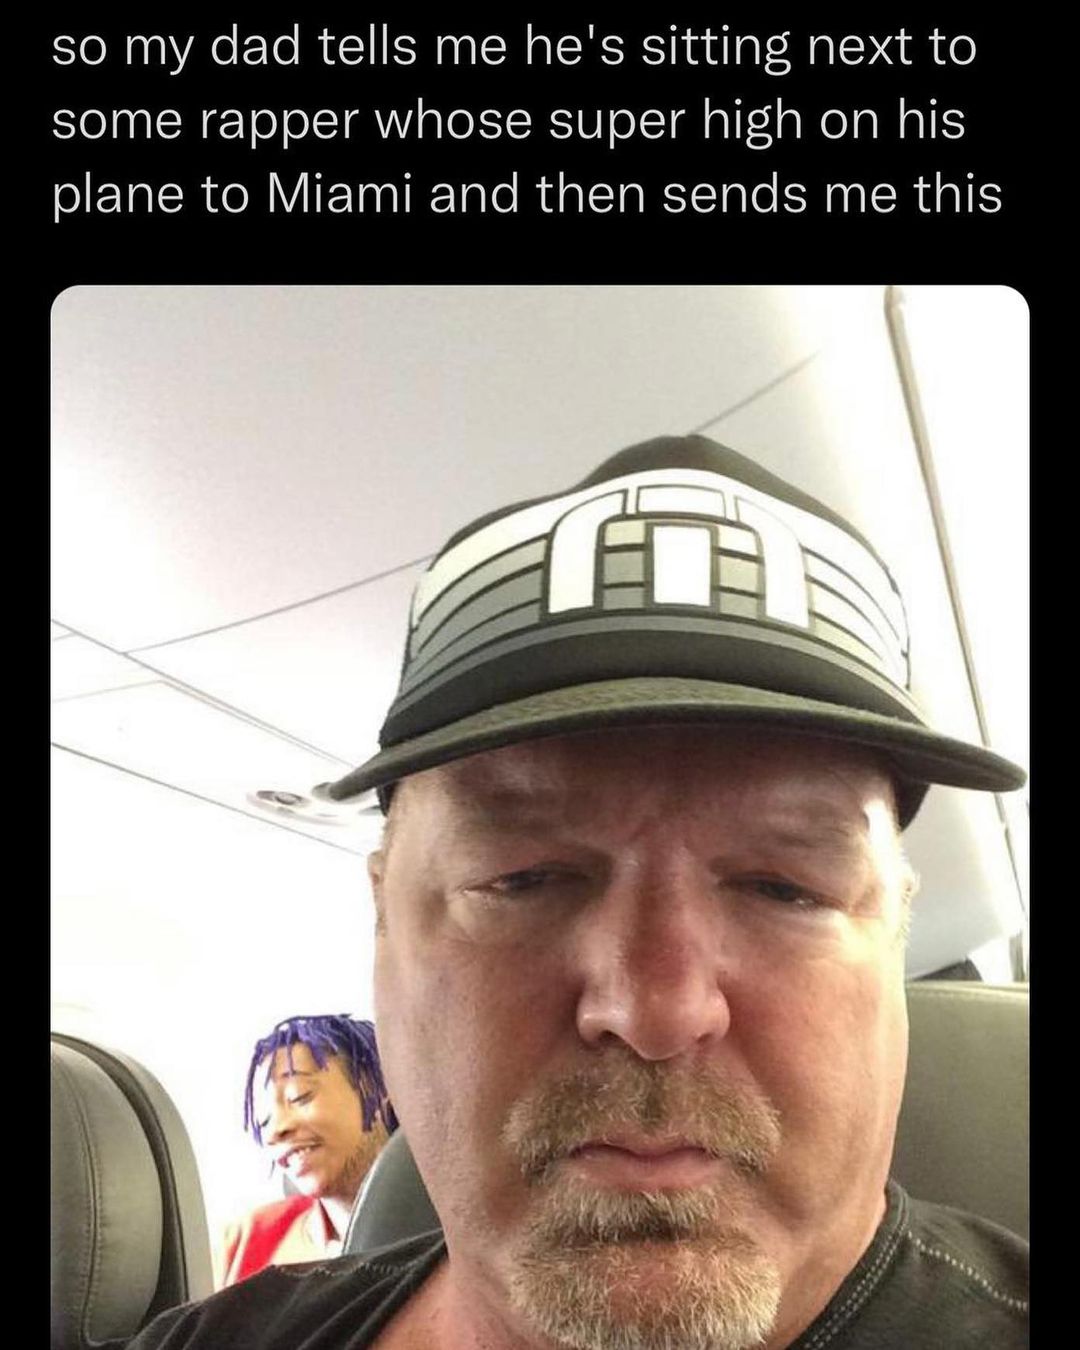 so my dad tells me he's sitting next to
some rapper whose super high on his
plane to Miami and then sends me this